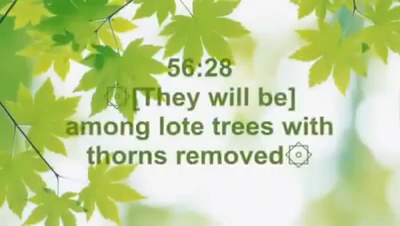 56:28
۞[They will be]
among lote trees with
thorns removed۞